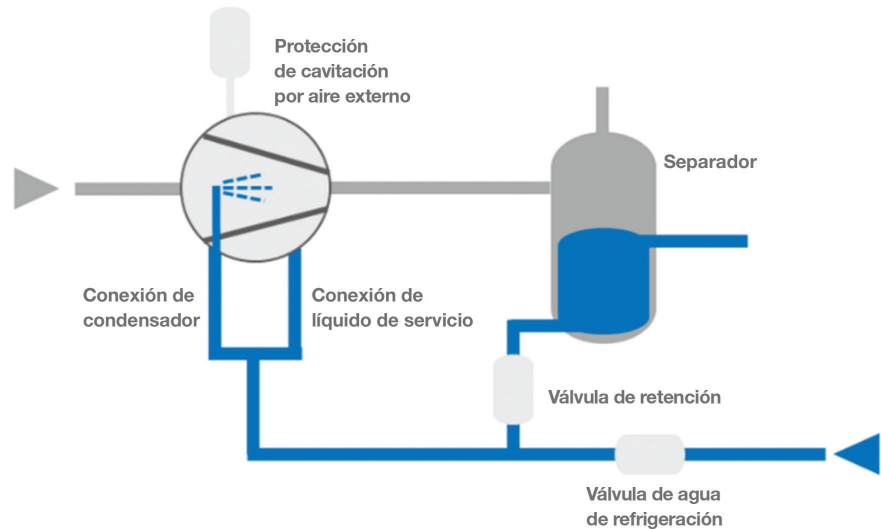 Protección
de cavitación
por aire externo
Separador
Conexión de
condensador
Conexión de
líquido de servicio
Válvula de retención
Válvula de agua
de refrigeración